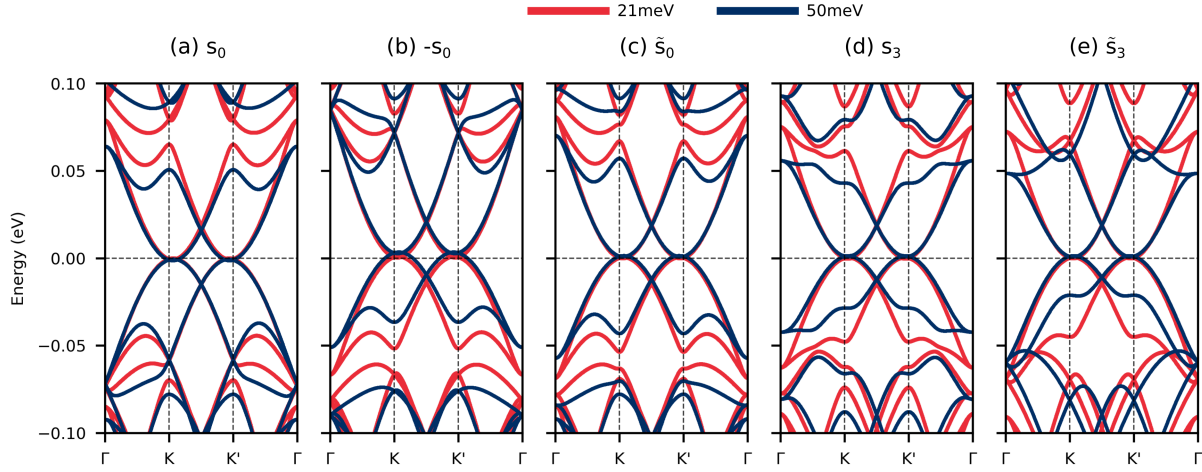 21meV 50meV
(a) s₀ (b) -s₀ (c) s̃₀ (d) s₃ (e) s̃₃
Energy (eV)
0.10
0.05
0.00
−0.05
−0.10
Γ K K' Γ Γ K K' Γ Γ K K' Γ Γ K K' Γ Γ K K' Γ